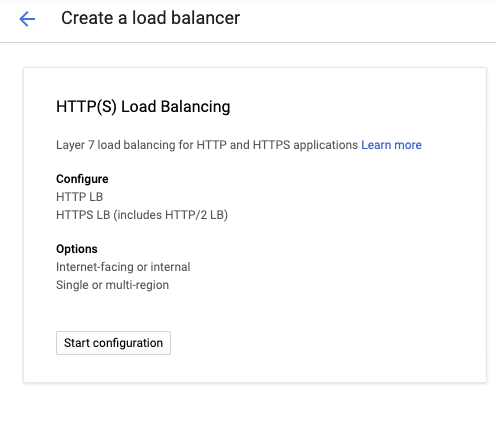 Create a load balancer
HTTP(S) Load Balancing
Layer 7 load balancing for HTTP and HTTPS applications Learn more
Configure
HTTP LB
HTTPS LB (includes HTTP/2 LB)
Options
Internet-facing or internal
Single or multi-region
Start configuration